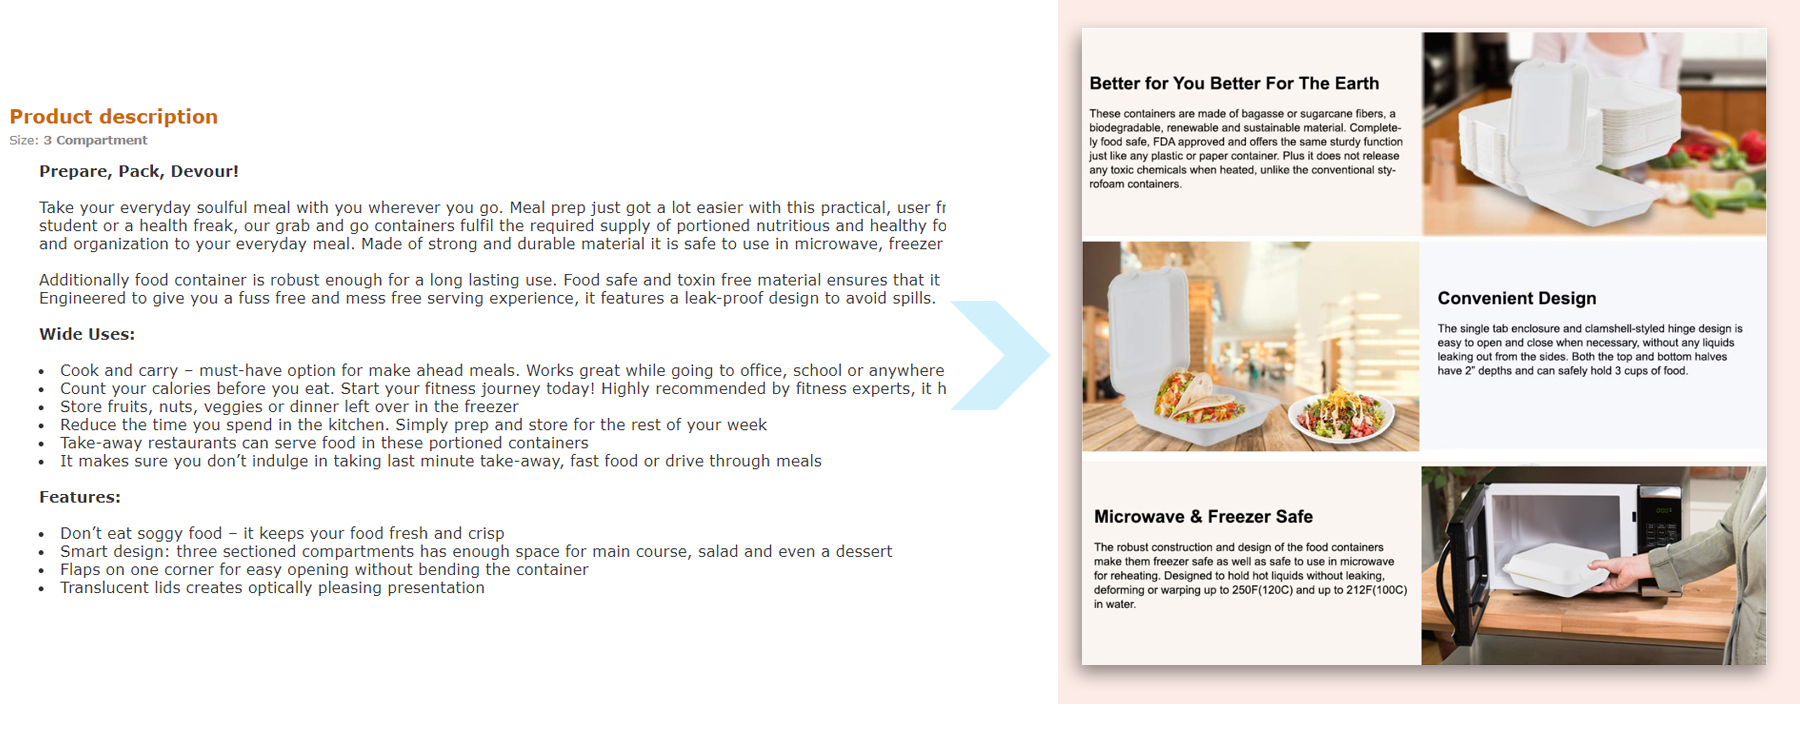 Product description
Size: 3 Compartment
Prepare, Pack, Devour!
Take your everyday soulful meal with you wherever you go. Meal prep just got a lot easier with this practical, user
student or a health freak, our grab and go containers fulfil the required supply of portioned nutritious and healthy
and organization to your everyday meal. Made of strong and durable material it is safe to use in microwave, freezer
Additionally food container is robust enough for a long lasting use. Food safe and toxin free material ensures that it
Engineered to give you a fuss free and mess free serving experience, it features a leak-proof design to avoid spills.
Wide Uses:
• Cook and carry – must-have option for make ahead meals. Works great while going to office, school or anywhere
• Count your calories before you eat. Start your fitness journey today! Highly recommended by fitness experts, it
• Store fruits, nuts, veggies or dinner left over in the freezer
• Reduce the time you spend in the kitchen. Simply prep and store for the rest of your week
• Take-away restaurants can serve food in these portioned containers
• It makes sure you don’t indulge in taking last minute take-away, fast food or drive through meals
Features:
• Don’t eat soggy food – it keeps your food fresh and crisp
• Smart design: three sectioned compartments has enough space for main course, salad and even a dessert
• Flaps on one corner for easy opening without bending the container
• Translucent lids creates optically pleasing presentation
Better for You Better For The Earth
These containers are made of bagasse or sugarcane fibers, a
biodegradable, renewable and sustainable material. Complete-
ly food safe, FDA approved and offers the same sturdy function
just like any plastic or paper container. Plus it does not release
any toxic chemicals when heated, unlike the conventional sty-
rofoam containers.
Convenient Design
The single tab enclosure and clamshell-styled hinge design is
easy to open and close when necessary, without any liquids
leaking out from the sides. Both the top and bottom halves
have 2" depths and can safely hold 3 cups of food.
Microwave & Freezer Safe
The robust construction and design of the food containers
make them freezer safe as well as safe to use in microwave
for reheating. Designed to hold hot liquids without leaking,
deforming or warping up to 250F(120C) and up to 212F(100C)
in water.